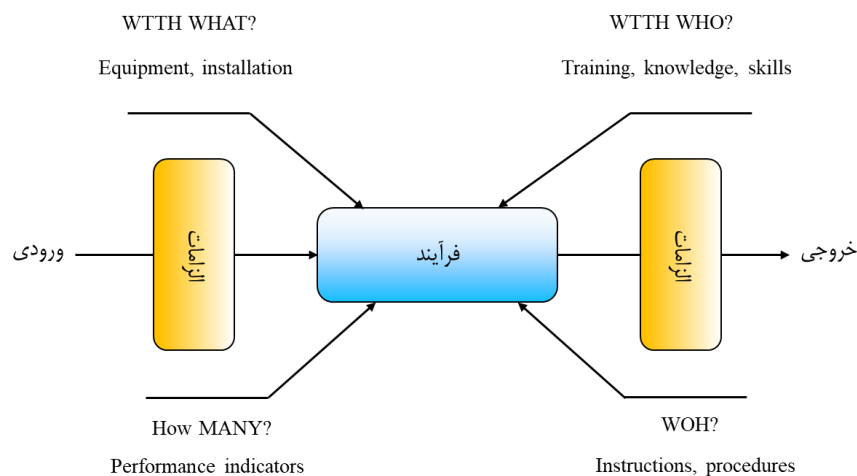 WTTH WHAT?
Equipment, installation
WTTH WHO?
Training, knowledge, skills
ورودی
الزامات
فرآیند
الزامات
خروجی
How MANY?
Performance indicators
WOH?
Instructions, procedures